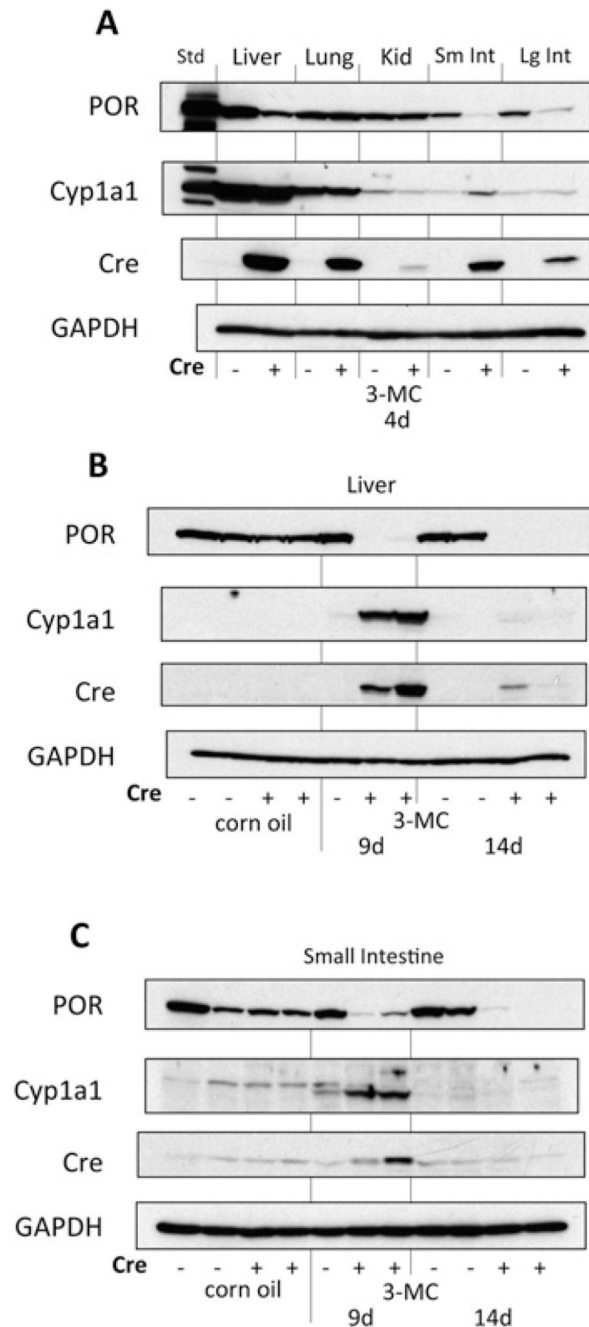 A
Std Liver Lung Kid Sm Int Lg Int
POR
Cyp1a1
Cre
GAPDH
Cre - + - + - + - + - +
3-MC
4d
B
Liver
POR
Cyp1a1
Cre
GAPDH
Cre - - + + - + + - - + +
corn oil 3-MC
9d 14d
C
Small Intestine
POR
Cyp1a1
Cre
GAPDH
Cre - - + + - + + - - + +
corn oil 3-MC
9d 14d